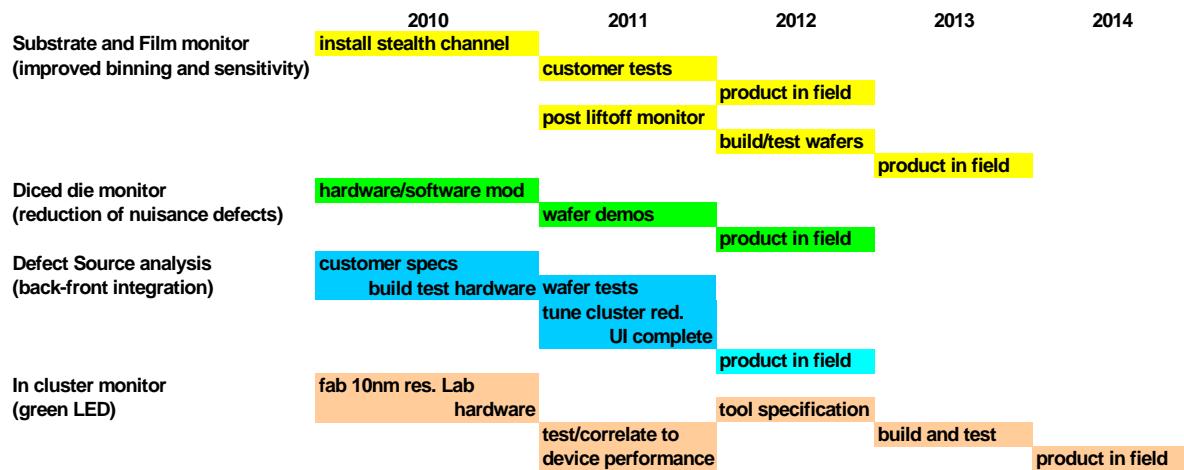 2010 2011 2012 2013 2014
Substrate and Film monitor install stealth channel
(improved binning and sensitivity) customer tests
product in field
post liftoff monitor
build/test wafers
product in field
Diced die monitor hardware/software mod
(reduction of nuisance defects) wafer demos
product in field
Defect Source analysis customer specs
(back-front integration) build test hardware wafer tests
tune cluster red.
UI complete
product in field
In cluster monitor fab 10nm res. Lab
(green LED) hardware tool specification
test/correlate to build and test
device performance product in field